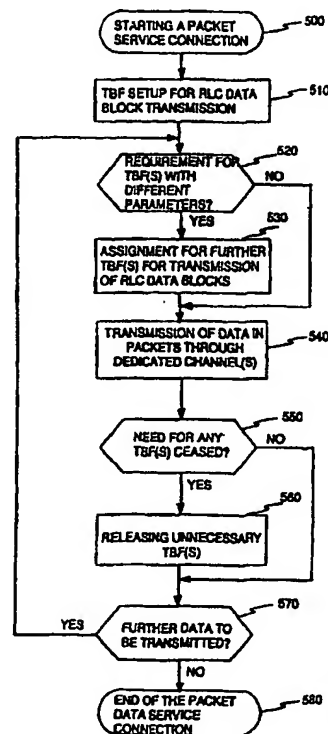 STARTING A PACKET
SERVICE CONNECTION
500
TBF SETUP FOR RLC DATA
BLOCK TRANSMISSION
510
REQUIREMENT FOR
TBF(S) WITH
DIFFERENT
PARAMETERS?
520
NO
YES
530
ASSIGNMENT FOR FURTHER
TBF(S) FOR TRANSMISSION
OF RLC DATA BLOCKS
TRANSMISSION OF DATA IN
PACKETS THROUGH
DEDICATED CHANNEL(S)
540
NEED FOR ANY
TBF(S) CEASED?
550
NO
YES
560
RELEASING UNNECESSARY
TBF(S)
570
YES
FURTHER DATA TO
BE TRANSMITTED?
NO
END OF THE PACKET
DATA SERVICE
CONNECTION
580